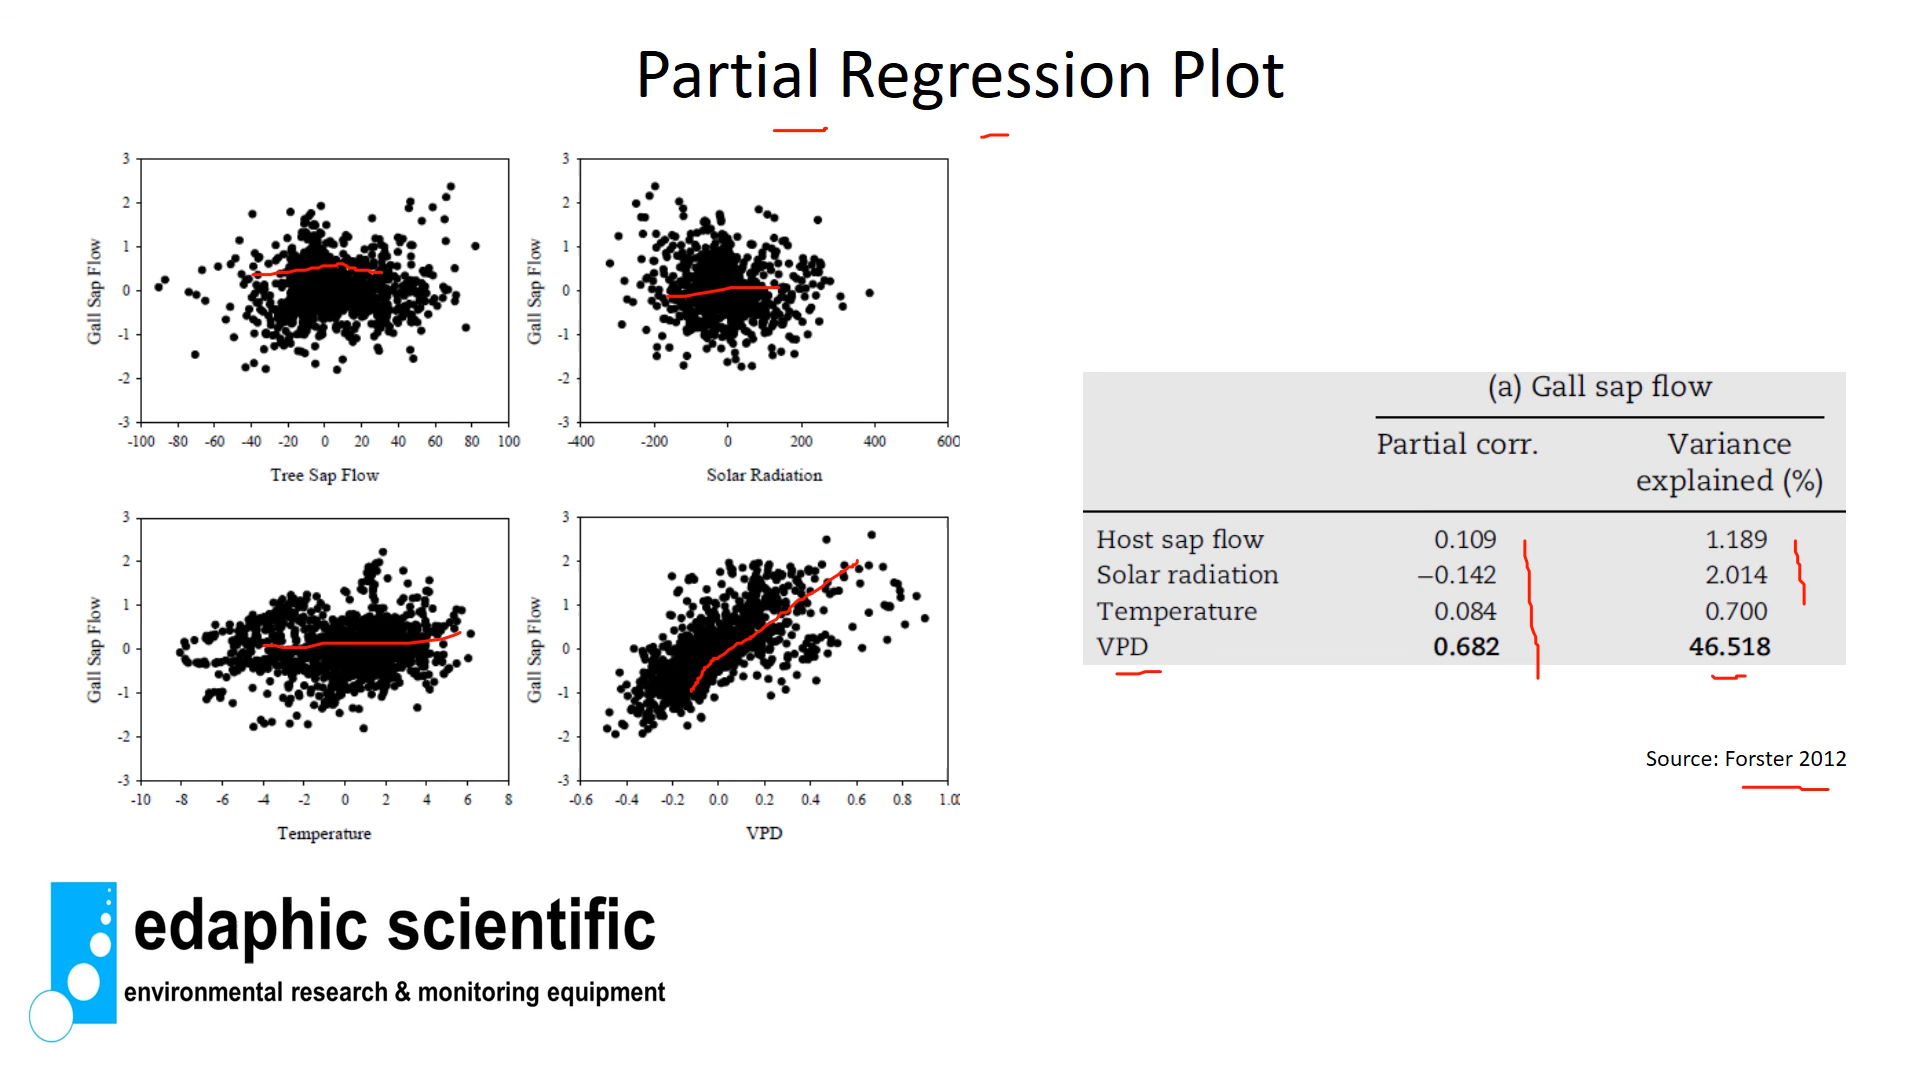 Partial Regression Plot
3
2
1
0
-1
-2
-3
Gall Sap Flow
-100 -80 -60 -40 -20 0 20 40 60 80 100
Tree Sap Flow
3
2
1
0
-1
-2
-3
Gall Sap Flow
-400 -200 0 200 400 600
Solar Radiation
3
2
1
0
-1
-2
-3
Gall Sap Flow
-10 -8 -6 -4 -2 0 2 4 6 8
Temperature
3
2
1
0
-1
-2
-3
Gall Sap Flow
-0.6 -0.4 -0.2 0.0 0.2 0.4 0.6 0.8 1.0
VPD
(a) Gall sap flow
Partial corr. Variance
explained (%)
Host sap flow 0.109 1.189
Solar radiation −0.142 2.014
Temperature 0.084 0.700
VPD 0.682 46.518
Source: Forster 2012
edaphic scientific
environmental research & monitoring equipment